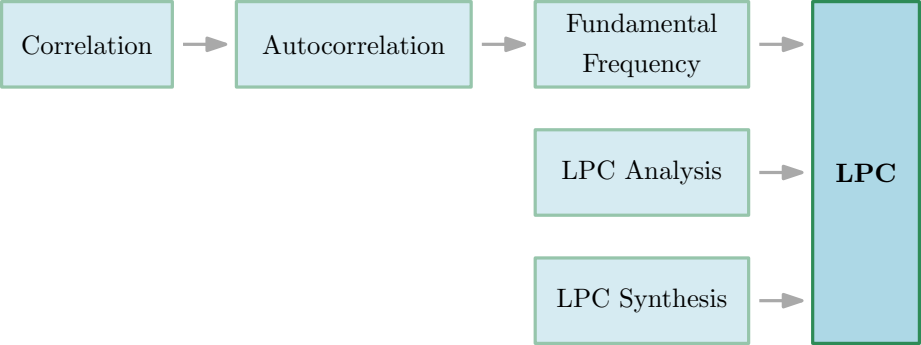 Correlation
Autocorrelation
Fundamental
Frequency
LPC Analysis
LPC Synthesis
LPC